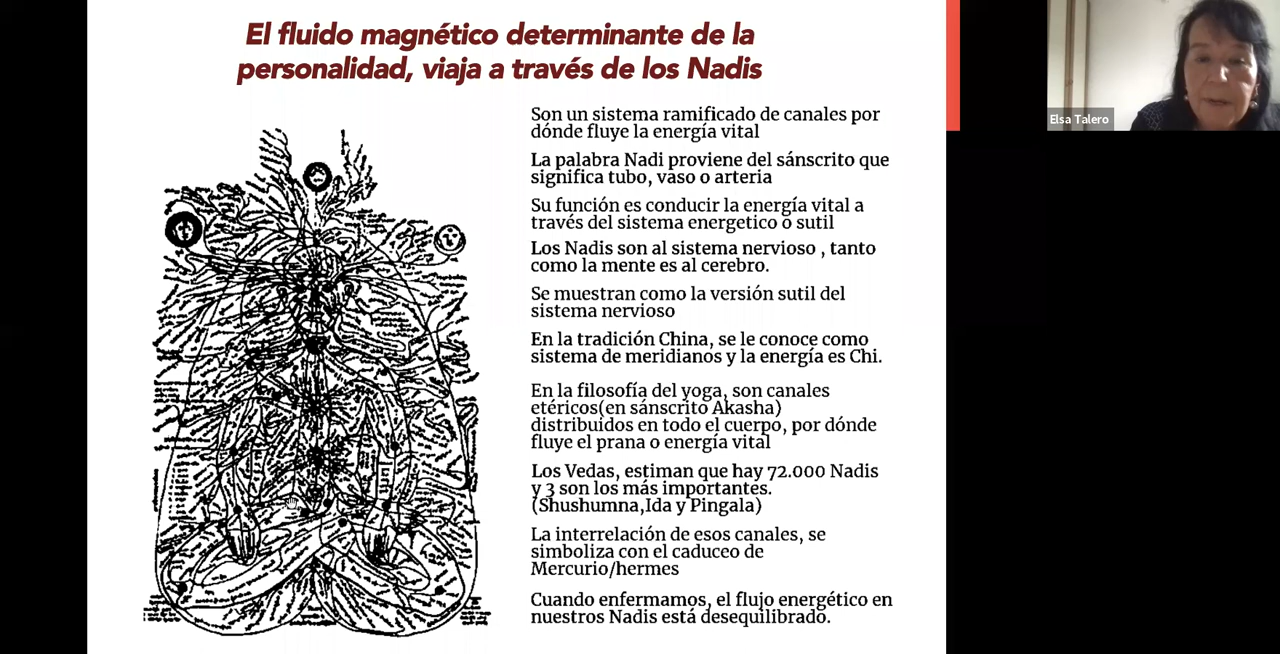 El fluido magnético determinante de la
personalidad, viaja a través de los Nadis
Son un sistema ramificado de canales por
dónde fluye la energía vital
La palabra Nadi proviene del sánscrito que
significa tubo, vaso o arteria
Su función es conducir la energía vital a
través del sistema energetico o sutil
Los Nadis son al sistema nervioso , tanto
como la mente es al cerebro.
Se muestran como la versión sutil del
sistema nervioso
En la tradición China, se le conoce como
sistema de meridianos y la energía es Chi.
En la filosofía del yoga, son canales
etéricos(en sánscrito Akasha)
distribuidos en todo el cuerpo, por dónde
fluye el prana o energía vital
Los Vedas, estiman que hay 72.000 Nadis
y 3 son los más importantes.
(Shushumna,Ida y Pingala)
La interrelación de esos canales, se
simboliza con el caduceo de
Mercurio/hermes
Cuando enfermamos, el flujo energético en
nuestros Nadis está desequilibrado.
Elsa Talero